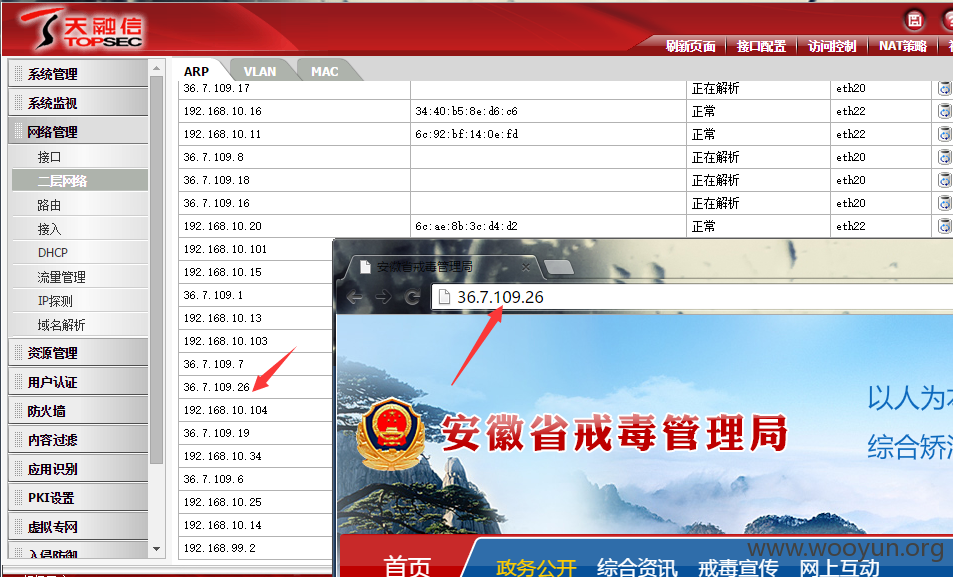 天融信
TOPSEC
刷新页面 接口配置 访问控制 NAT策略
ARP VLAN MAC
系统管理
系统监视
网络管理
接口
二层网络
路由
接入
DHCP
流量管理
IP探测
域名解析
资源管理
用户认证
防火墙
内容过滤
应用识别
PKI设置
虚拟专网
入侵防御
36.7.109.17 正在解析 eth20
192.168.10.16 34:40:b5:8e:d6:c6 正常 eth22
192.168.10.11 6c:92:bf:14:0e:fd 正常 eth22
36.7.109.8 正在解析 eth20
36.7.109.18 正在解析 eth20
36.7.109.16 正在解析 eth20
192.168.10.20 6c:ae:8b:3c:d4:d2 正常 eth22
192.168.10.101
192.168.10.15
36.7.109.1
192.168.10.13
192.168.10.103
36.7.109.7
36.7.109.26
192.168.10.104
36.7.109.19
192.168.10.34
36.7.109.6
192.168.10.25
192.168.10.14
192.168.99.2
安徽省戒毒管理局
36.7.109.26
安徽省戒毒管理局
以人为本
综合矫治
首页 政务公开 综合资讯 戒毒宣传 网上互动
www.wooyun.org